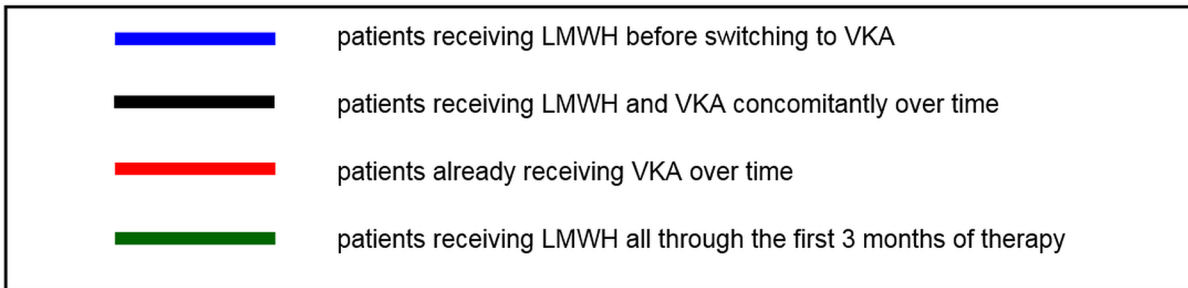 patients receiving LMWH before switching to VKA
patients receiving LMWH and VKA concomitantly over time
patients already receiving VKA over time
patients receiving LMWH all through the first 3 months of therapy